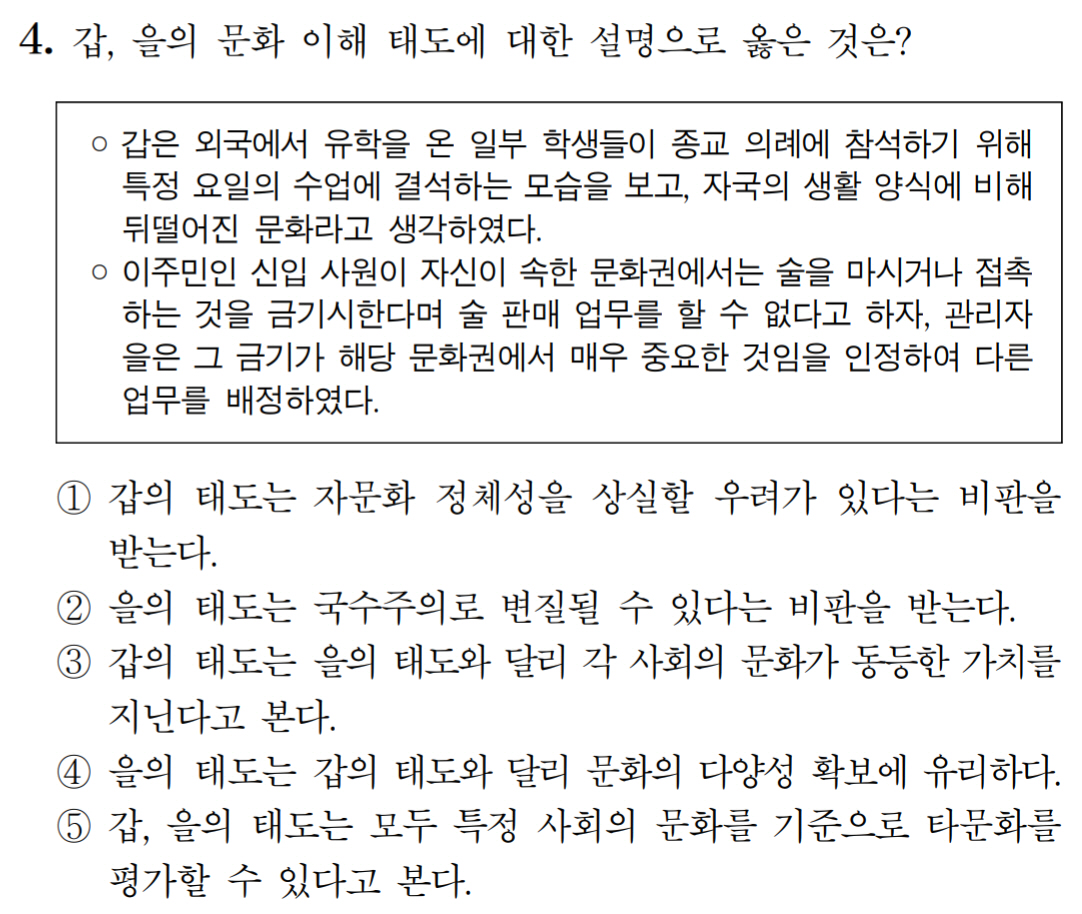 4. 갑, 을의 문화 이해 태도에 대한 설명으로 옳은 것은?
○ 갑은 외국에서 유학을 온 일부 학생들이 종교 의례에 참석하기 위해
특정 요일의 수업에 결석하는 모습을 보고, 자국의 생활 양식에 비해
뒤떨어진 문화라고 생각하였다.
○ 이주민인 신입 사원이 자신이 속한 문화권에서는 술을 마시거나 접촉
하는 것을 금기시한다며 술 판매 업무를 할 수 없다고 하자, 관리자
을은 그 금기가 해당 문화권에서 매우 중요한 것임을 인정하여 다른
업무를 배정하였다.
① 갑의 태도는 자문화 정체성을 상실할 우려가 있다는 비판을
받는다.
② 을의 태도는 국수주의로 변질될 수 있다는 비판을 받는다.
③ 갑의 태도는 을의 태도와 달리 각 사회의 문화가 동등한 가치를
지닌다고 본다.
④ 을의 태도는 갑의 태도와 달리 문화의 다양성 확보에 유리하다.
⑤ 갑, 을의 태도는 모두 특정 사회의 문화를 기준으로 타문화를
평가할 수 있다고 본다.